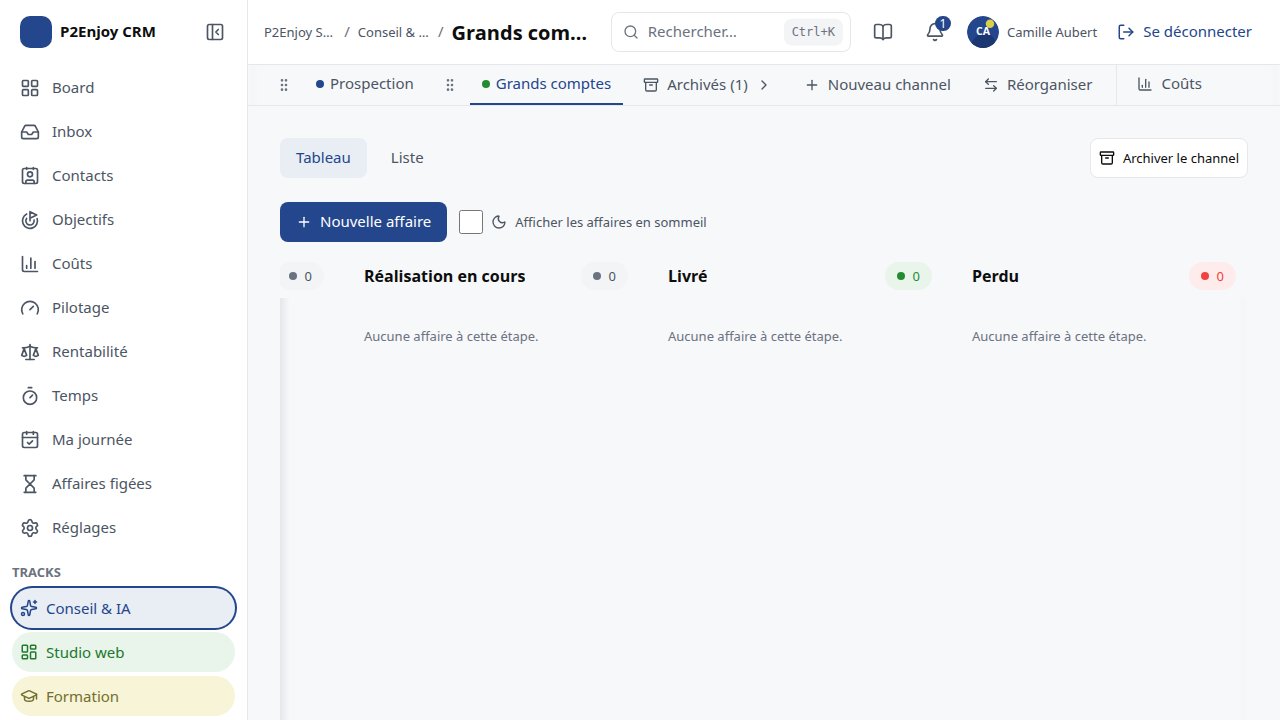 P2Enjoy CRM
P2Enjoy S... / Conseil & ... / Grands com...
Rechercher... Ctrl+K
1
CA Camille Aubert
Se déconnecter
Board
Inbox
Contacts
Objectifs
Coûts
Pilotage
Rentabilité
Temps
Ma journée
Affaires figées
Réglages
TRACKS
Conseil & IA
Studio web
Formation
Prospection
Grands comptes
Archivés (1)
Nouveau channel
Réorganiser
Coûts
Tableau
Liste
Archiver le channel
Nouvelle affaire
Afficher les affaires en sommeil
0
Réalisation en cours 0
Livré 0
Perdu 0
Aucune affaire à cette étape.
Aucune affaire à cette étape.
Aucune affaire à cette étape.